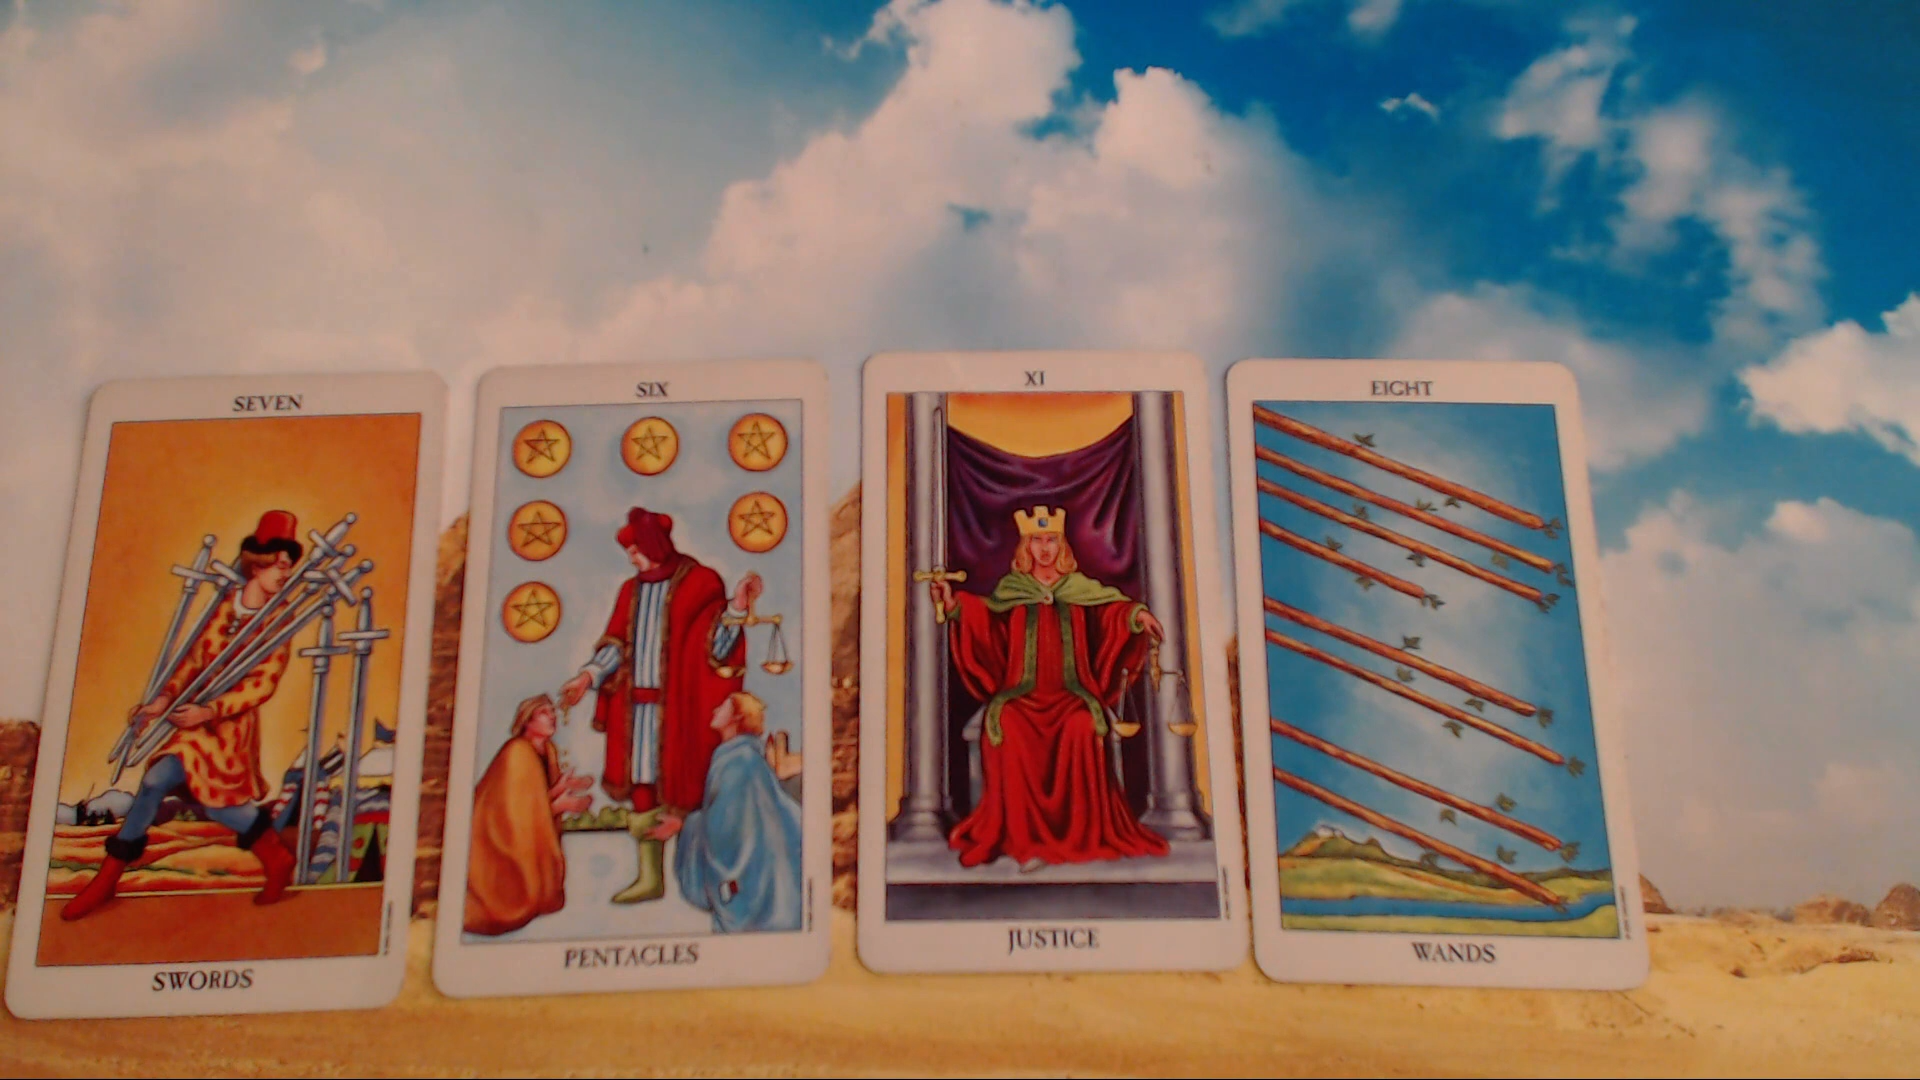 SEVEN
SWORDS
SIX
PENTACLES
XI
JUSTICE
EIGHT
WANDS